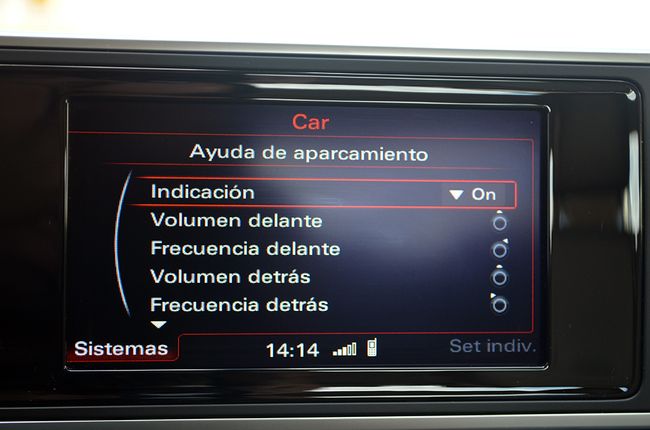 Car
Ayuda de aparcamiento
Indicación On
Volumen delante
Frecuencia delante
Volumen detrás
Frecuencia detrás
Sistemas 14:14 Set indiv.